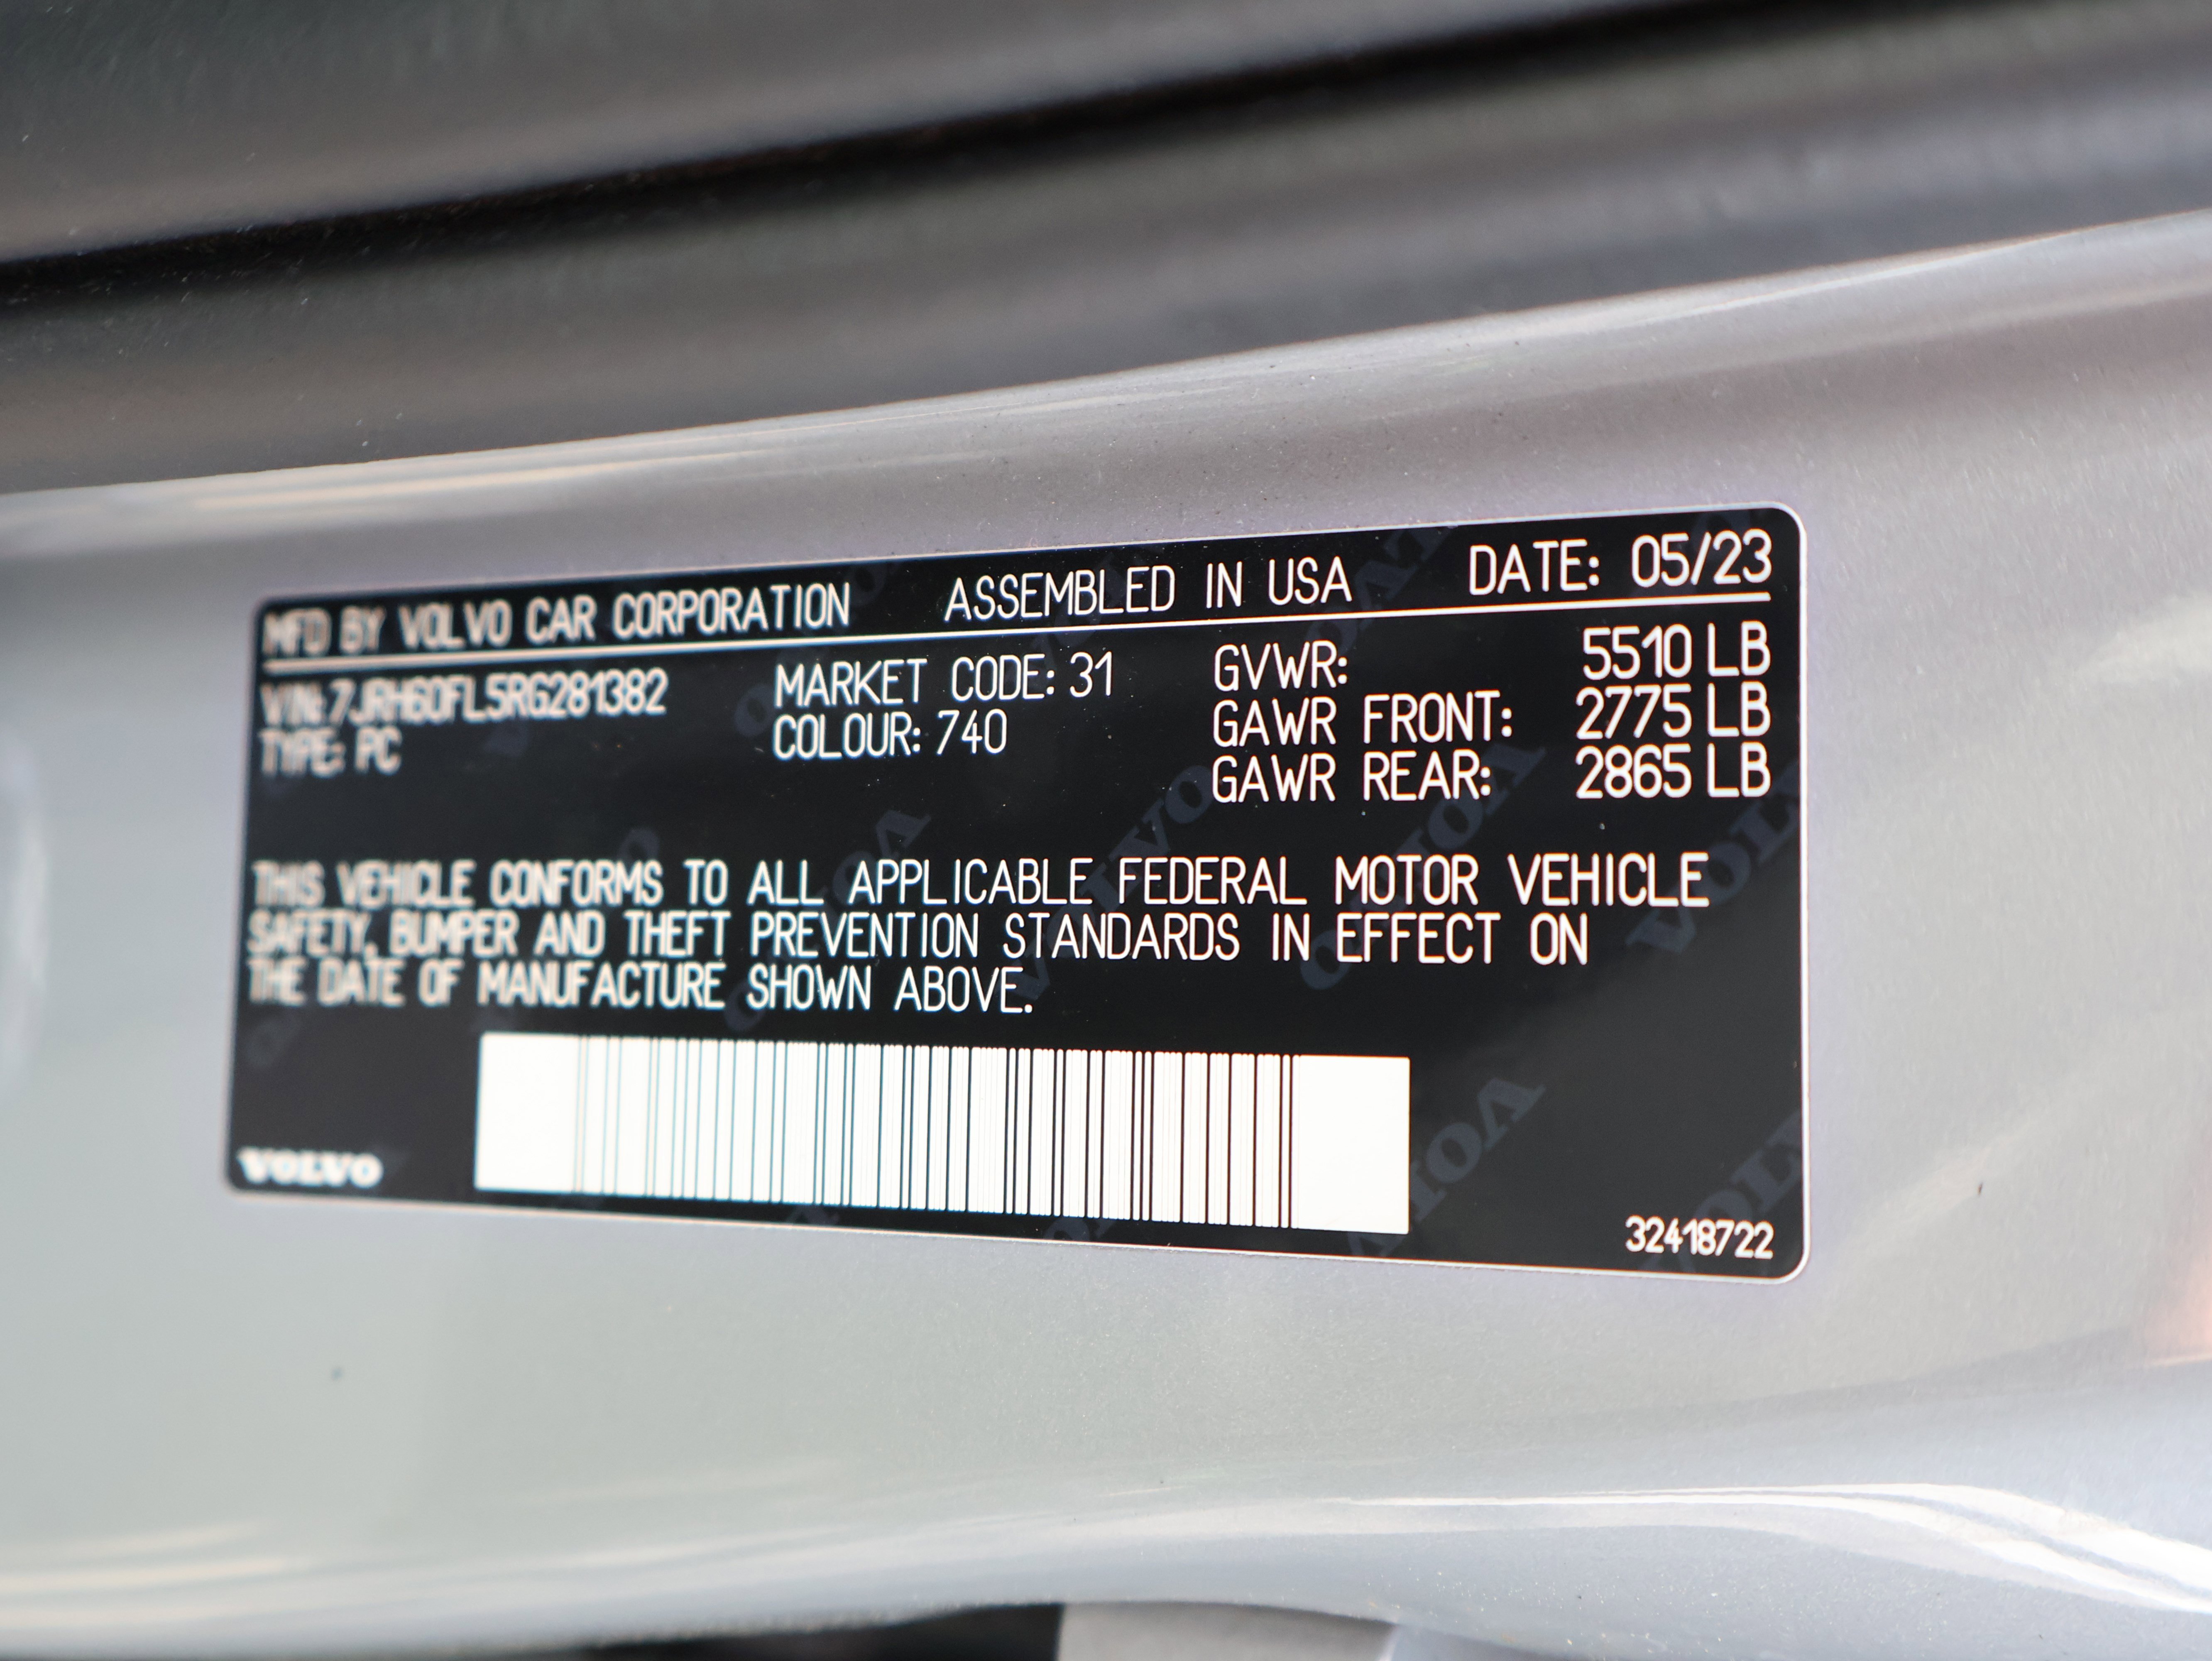 MFD BY VOLVO CAR CORPORATION ASSEMBLED IN USA DATE: 05/23
VIN: 7JRH60FL5RG281382 MARKET CODE: 31 GVWR: 5510 LB
TYPE: PC COLOUR: 740 GAWR FRONT: 2775 LB
GAWR REAR: 2865 LB
THIS VEHICLE CONFORMS TO ALL APPLICABLE FEDERAL MOTOR VEHICLE
SAFETY, BUMPER AND THEFT PREVENTION STANDARDS IN EFFECT ON
THE DATE OF MANUFACTURE SHOWN ABOVE.
VOLVO
32418722